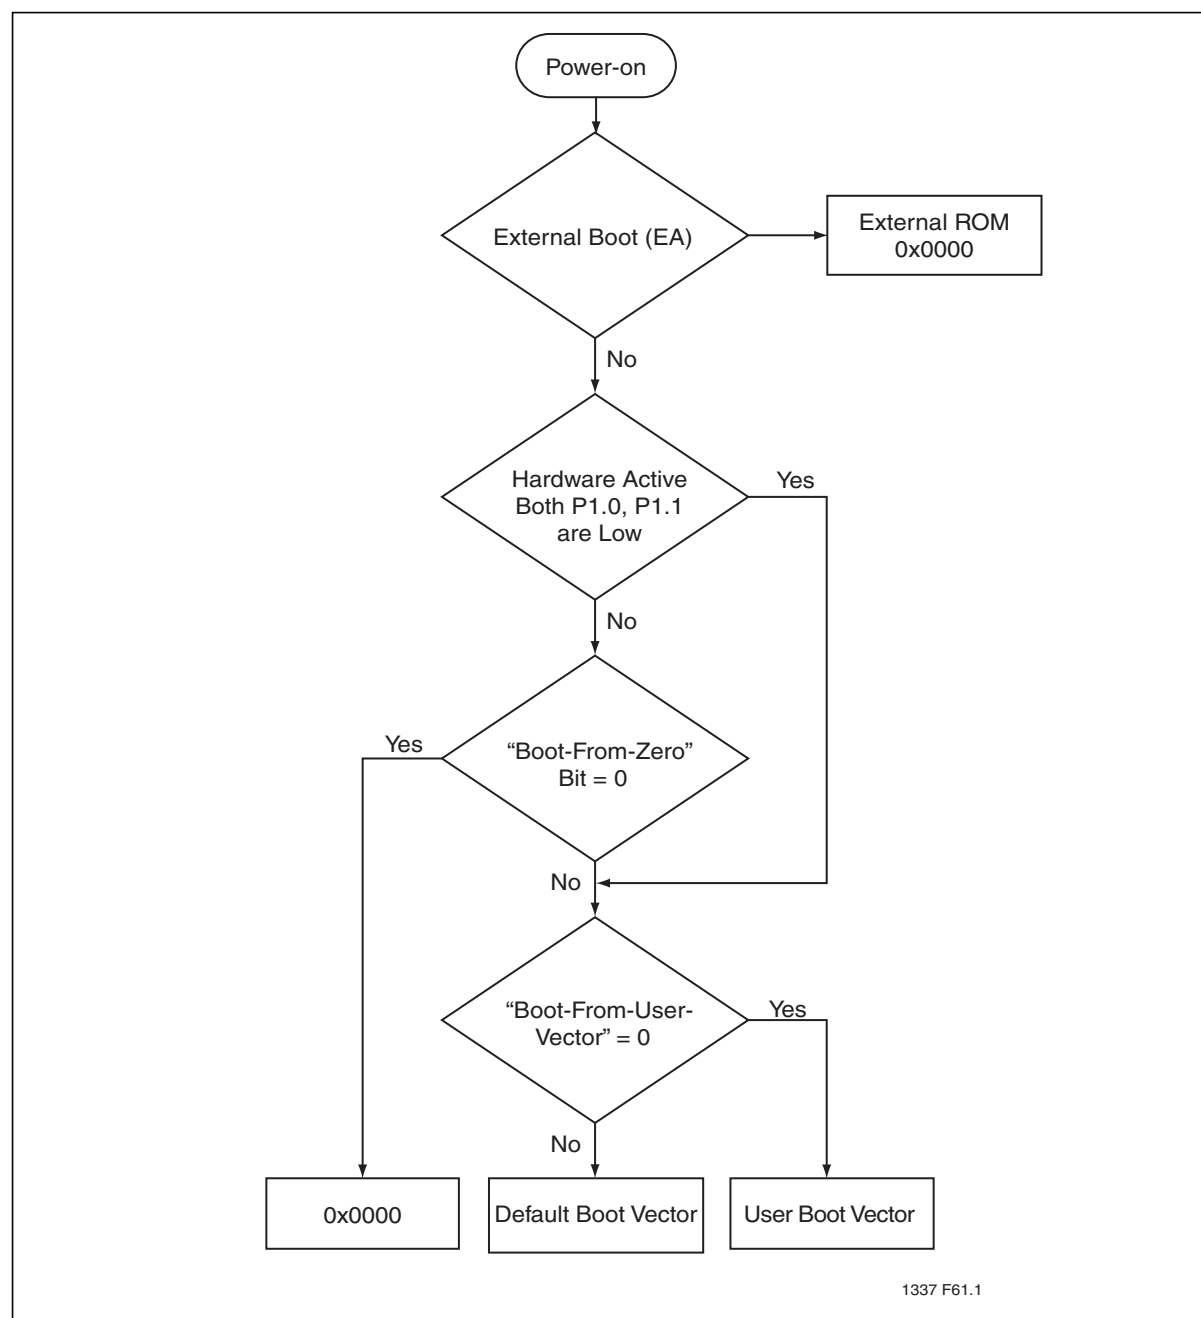 Power-on
External Boot (EA)
External ROM
0x0000
No
Hardware Active
Both P1.0, P1.1
are Low
Yes
No
Yes
“Boot-From-Zero”
Bit = 0
No
“Boot-From-User-
Vector” = 0
Yes
No
0x0000
Default Boot Vector
User Boot Vector
1337 F61.1